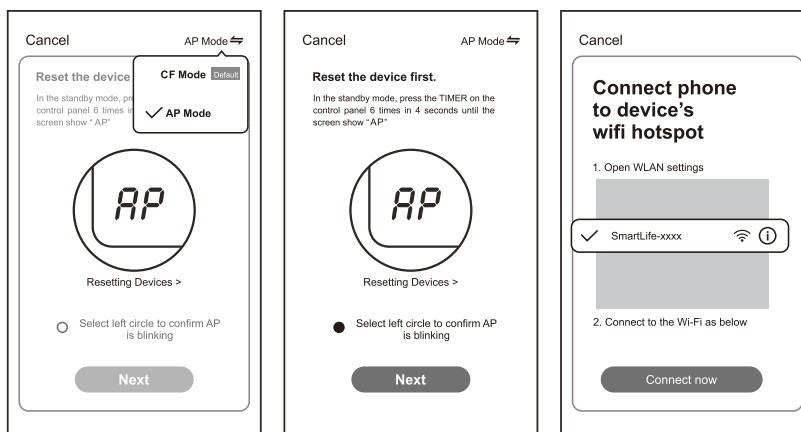 Cancel
AP Mode
CF Mode Default
AP Mode
Reset the device
In the standby mode, pre
control panel 6 times in
screen show “ AP”
AP
Resetting Devices >
Select left circle to confirm AP
is blinking
Next
Cancel
AP Mode
Reset the device first.
In the standby mode, press the TIMER on the
control panel 6 times in 4 seconds until the
screen show “ AP”
AP
Resetting Devices >
Select left circle to confirm AP
is blinking
Next
Cancel
Connect phone
to device's
wifi hotspot
1. Open WLAN settings
SmartLife-xxxx
2. Connect to the Wi-Fi as below
Connect now